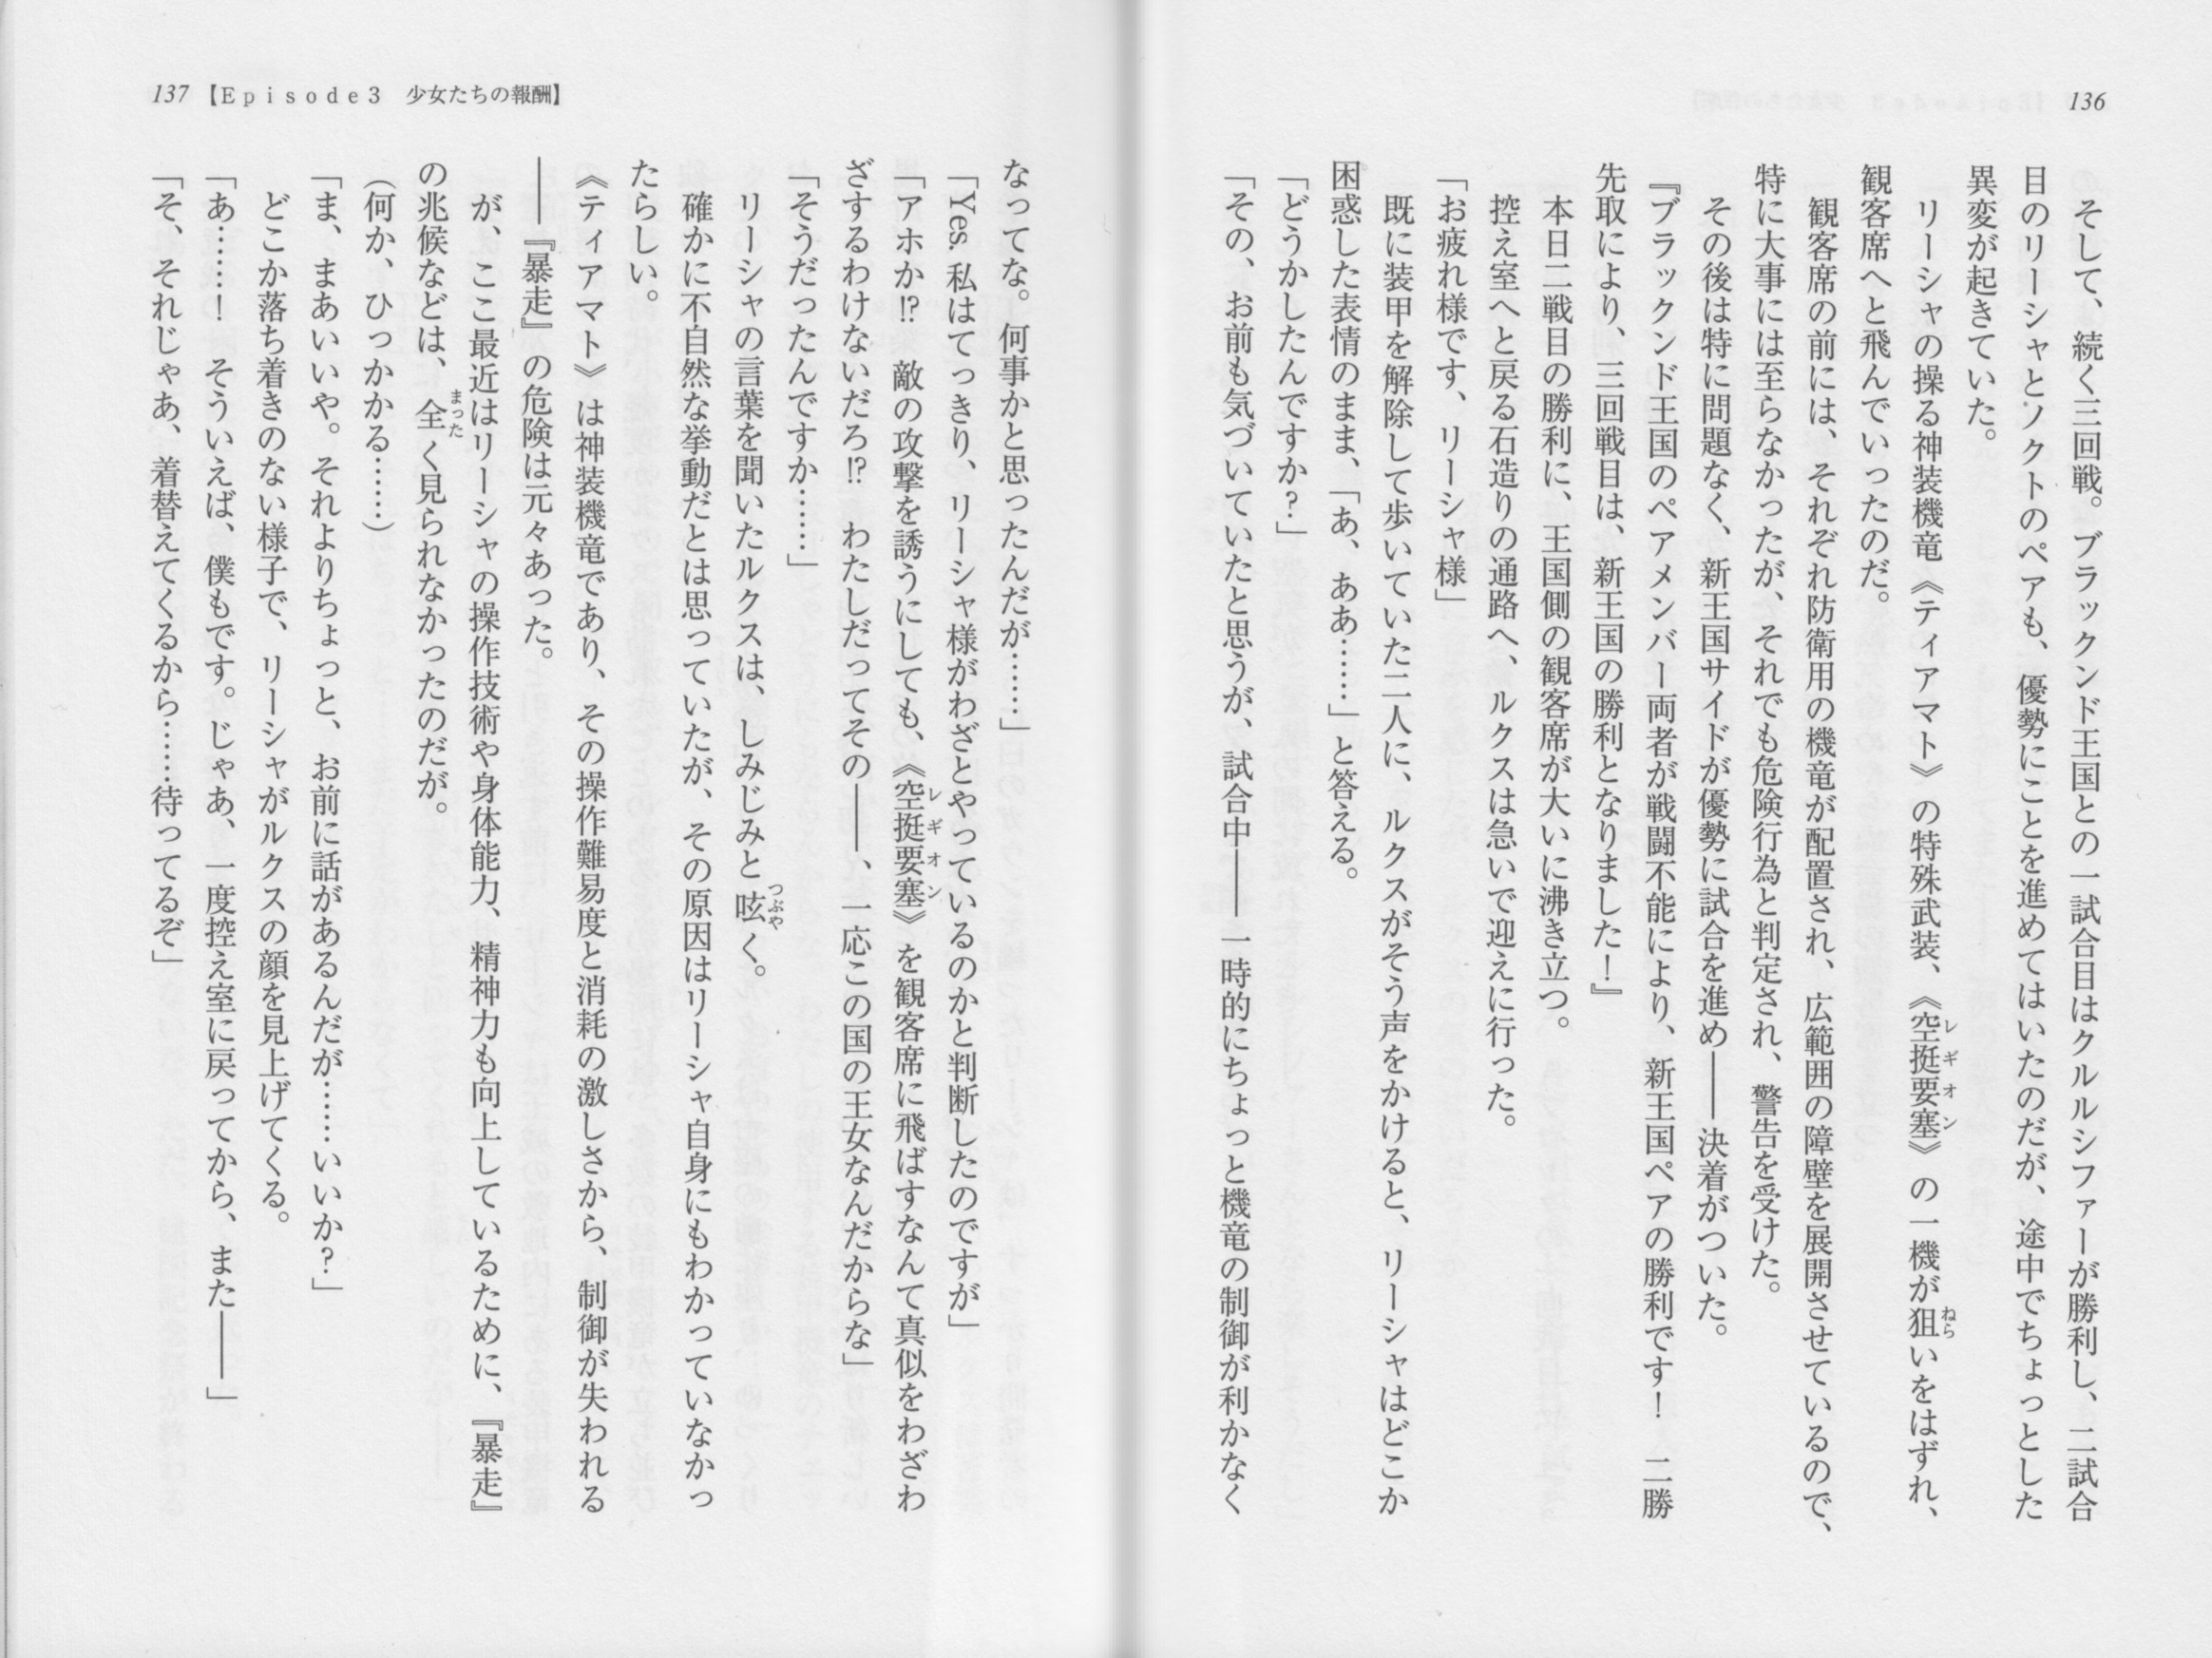 136
そして、続く三回戦。ブラックンド王国との一試合目はクルルシファーが勝利し、二試合
目のリーシャとノクトのペアも、優勢にことを進めてはいたのだが、途中でちょっとした
異変が起きていた。
リーシャの操る神装機竜《ティアマト》の特殊武装、《空挺要塞》の一機が狙いをはずれ、
レギオン
ねら
観客席へと飛んでいったのだ。
観客席の前には、それぞれ防衛用の機竜が配置され、広範囲の障壁を展開させているので、
特に大事には至らなかったが、それでも危険行為と判定され、警告を受けた。
その後は特に問題なく、新王国サイドが優勢に試合を進め――決着がついた。
『ブラックンド王国のペアメンバー両者が戦闘不能により、新王国ペアの勝利です！　二勝
先取により、三回戦目は、新王国の勝利となりました！』
本日二戦目の勝利に、王国側の観客席が大いに沸き立つ。
控え室へと戻る石造りの通路へ、ルクスは急いで迎えに行った。
「お疲れ様です、リーシャ様」
既に装甲を解除して歩いていた二人に、ルクスがそう声をかけると、リーシャはどこか
困惑した表情のまま、「あ、ああ……」と答える。
「どうかしたんですか？」
「その、お前も気づいていたと思うが、試合中――一時的にちょっと機竜の制御が利かなく
137【Episode3　少女たちの報酬】
なってな。何事かと思ったんだが……」
「Yes 私はてっきり、リーシャ様がわざとやっているのかと判断したのですが」
「アホか!?　敵の攻撃を誘うにしても、《空挺要塞》を観客席に飛ばすなんて真似をわざわ
レギオン
ざするわけないだろ!?　わたしだってその――、一応この国の王女なんだからな」
「そうだったんですか……」
リーシャの言葉を聞いたルクスは、しみじみと呟く。
つぶや
確かに不自然な挙動だとは思っていたが、その原因はリーシャ自身にもわかっていなかっ
たらしい。
《ティアマト》は神装機竜であり、その操作難易度と消耗の激しさから、制御が失われる
――『暴走』の危険は元々あった。
が、ここ最近はリーシャの操作技術や身体能力、精神力も向上しているために、『暴走』
の兆候などは、全く見られなかったのだが。
まった
（何か、ひっかかる……）
「ま、まあいいや。それよりちょっと、お前に話があるんだが……いいか？」
どこか落ち着きのない様子で、リーシャがルクスの顔を見上げてくる。
「あ……！　そういえば、僕もです。じゃあ、一度控え室に戻ってから、また――」
「そ、それじゃあ、着替えてくるから……待ってるぞ」